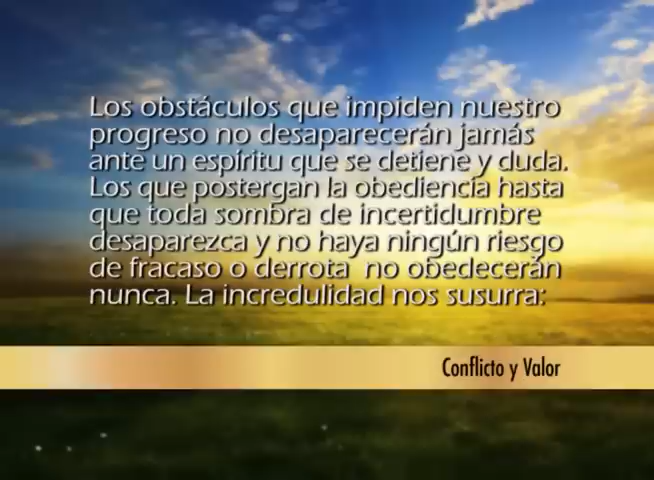 Los obstáculos que impiden nuestro
progreso no desaparecerán jamás
ante un espíritu que se detiene y duda.
Los que postergan la obediencia hasta
que toda sombra de incertidumbre
desaparezca y no haya ningún riesgo
de fracaso o derrota  no obedecerán
nunca. La incredulidad nos susurra:
Conflicto y Valor